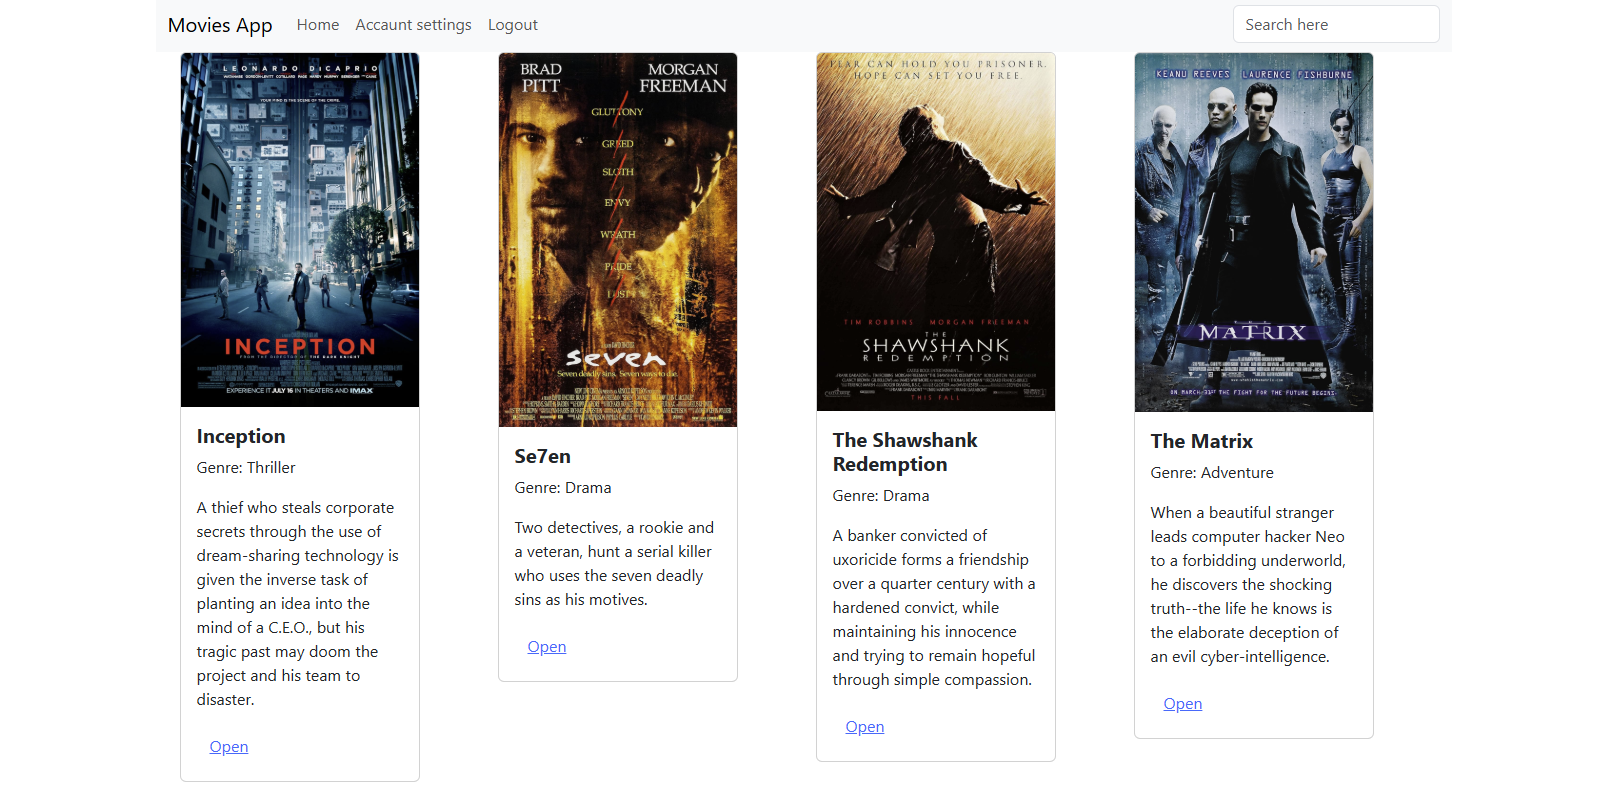 Movies App Home Accaunt settings Logout Search here
LEONARDO DiCAPRIO
YOUR MIND IS THE SCENE OF THE CRIME.
INCEPTION
FROM THE DIRECTOR OF THE DARK KNIGHT
EXPERIENCE IT JULY 16 IN THEATERS AND IMAX
Inception
Genre: Thriller
A thief who steals corporate
secrets through the use of
dream-sharing technology is
given the inverse task of
planting an idea into the
mind of a C.E.O., but his
tragic past may doom the
project and his team to
disaster.
Open
BRAD
PITT
MORGAN
FREEMAN
GLUTTONY
GREED
SLOTH
ENVY
WRATH
PRIDE
LUST
seven
Seven deadly sins. Seven ways to die.
Se7en
Genre: Drama
Two detectives, a rookie and
a veteran, hunt a serial killer
who uses the seven deadly
sins as his motives.
Open
FEAR CAN HOLD YOU PRISONER.
HOPE CAN SET YOU FREE.
TIM ROBBINS MORGAN FREEMAN
THE
SHAWSHANK
REDEMPTION
THIS FALL
The Shawshank
Redemption
Genre: Drama
A banker convicted of
uxoricide forms a friendship
over a quarter century with a
hardened convict, while
maintaining his innocence
and trying to remain hopeful
through simple compassion.
Open
KEANU REEVES LAURENCE FISHBURNE
THE
MATRIX
ON MARCH 31ST THE FIGHT FOR THE FUTURE BEGINS.
The Matrix
Genre: Adventure
When a beautiful stranger
leads computer hacker Neo
to a forbidding underworld,
he discovers the shocking
truth--the life he knows is
the elaborate deception of
an evil cyber-intelligence.
Open